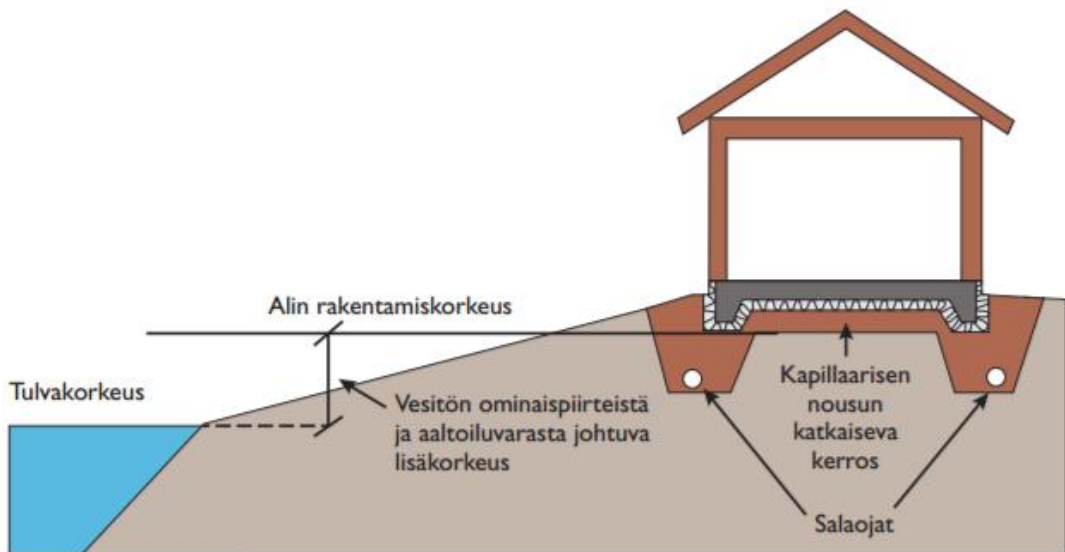 Alin rakentamiskorkeus
Tulvakorkeus
Vesitön ominaispiirteistä
ja aaltoiluvarasta johtuva
lisäkorkeus
Kapillaarisen
nousun
katkaiseva
kerros
Salaojat